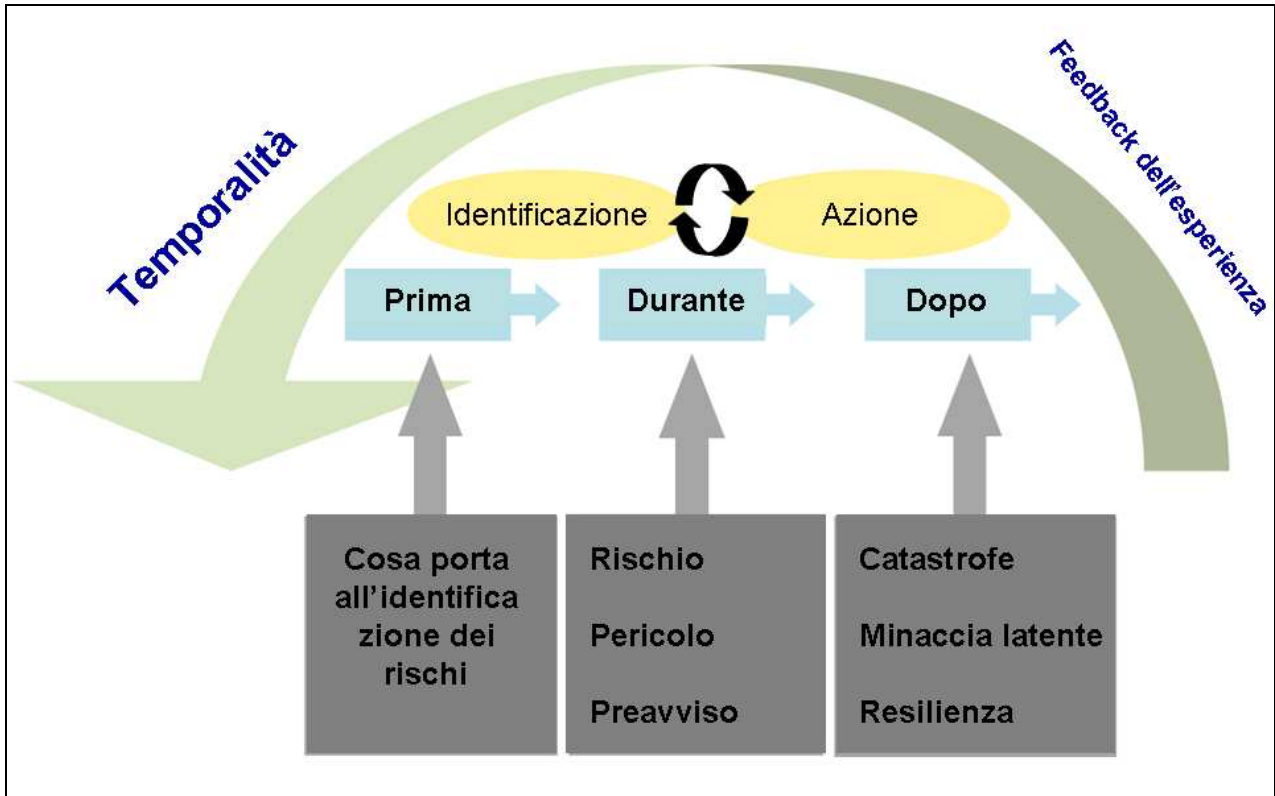 Temporalità
Feedback dell'esperienza
Identificazione
Azione
Prima
Durante
Dopo
Cosa porta
all'identifica
zione dei
rischi
Rischio
Pericolo
Preavviso
Catastrofe
Minaccia latente
Resilienza